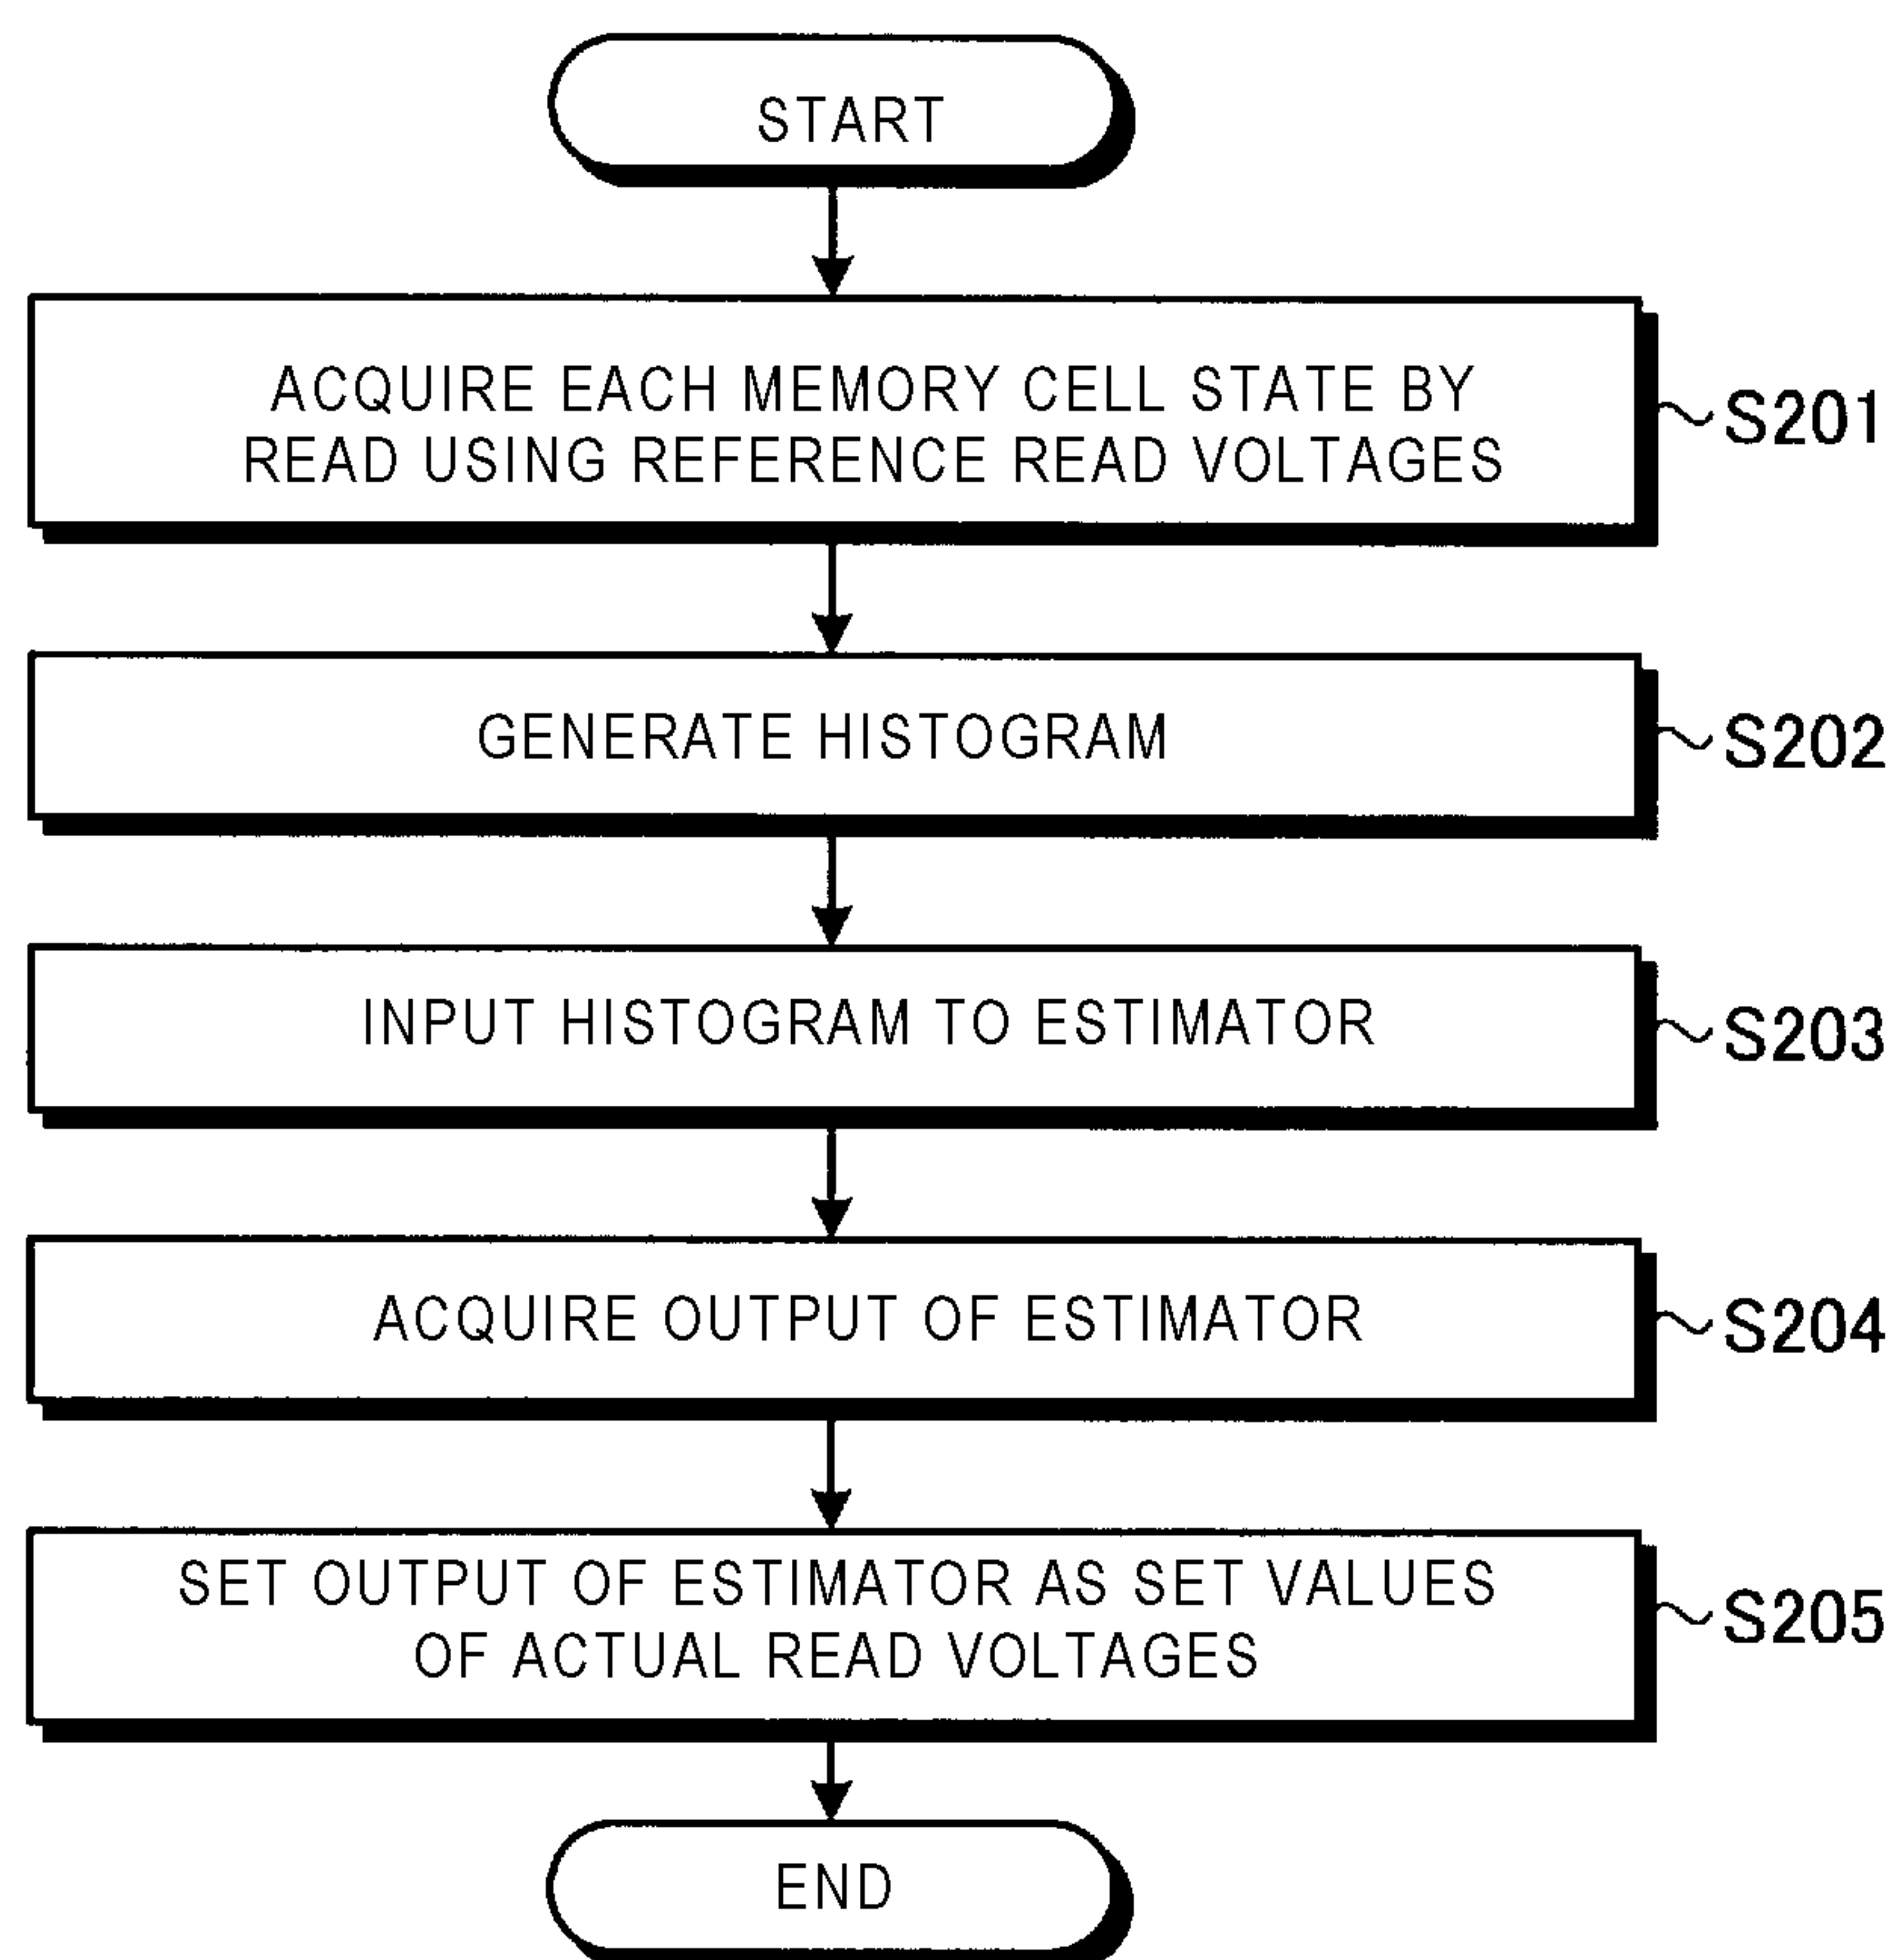 START
ACQUIRE EACH MEMORY CELL STATE BY
READ USING REFERENCE READ VOLTAGES
S201
GENERATE HISTOGRAM
S202
INPUT HISTOGRAM TO ESTIMATOR
S203
ACQUIRE OUTPUT OF ESTIMATOR
S204
SET OUTPUT OF ESTIMATOR AS SET VALUES
OF ACTUAL READ VOLTAGES
S205
END